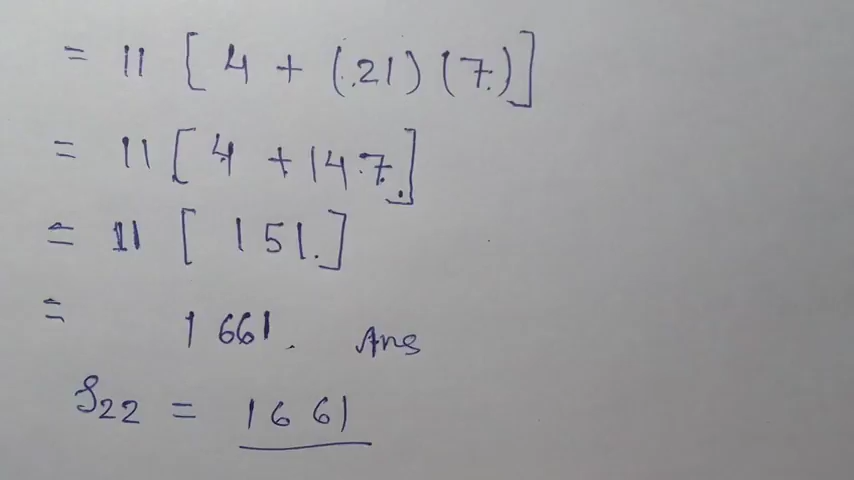 = 11 [ 4 + (21) (7)]
= 11 [ 4 + 147 ]
= 11 [ 151. ]
= 1661. Ans
S22 = 1661